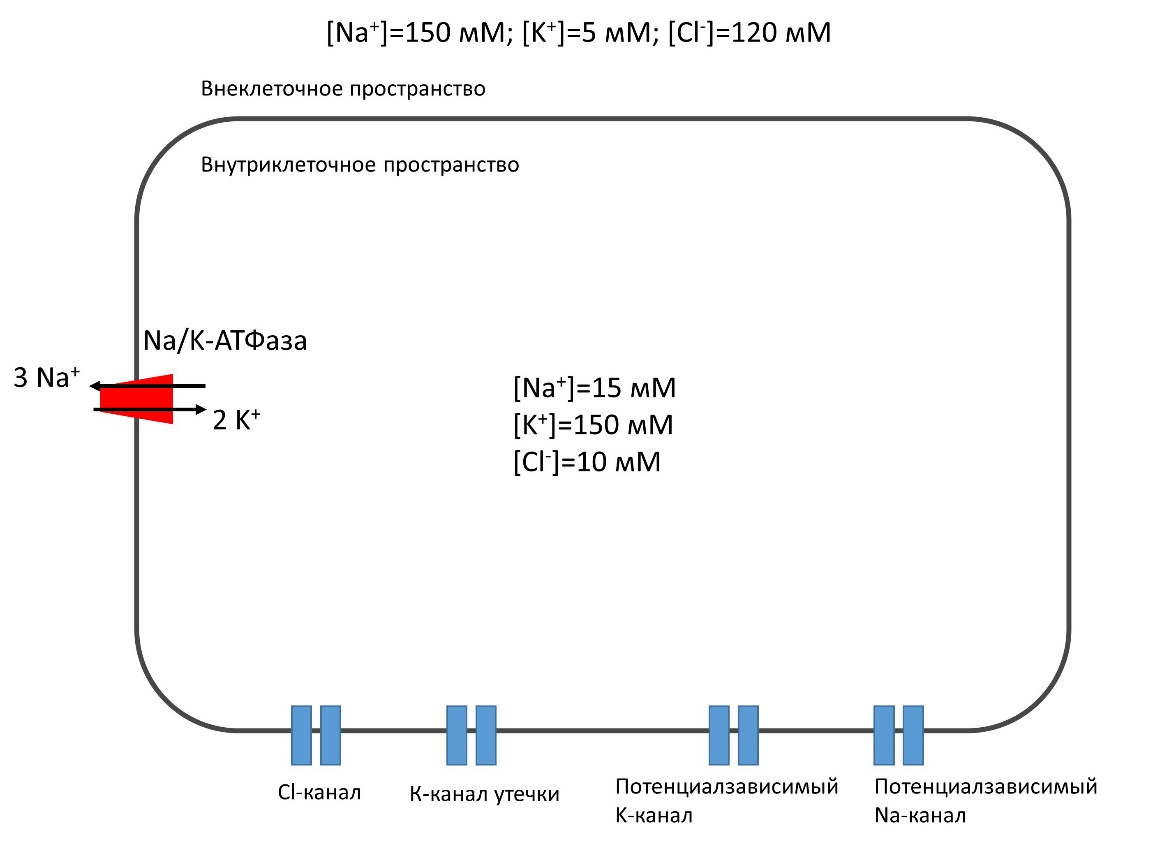 [Na⁺]=150 мМ; [K⁺]=5 мМ; [Cl⁻]=120 мМ
Внеклеточное пространство
Внутриклеточное пространство
Na/K-АТФаза
3 Na⁺
2 K⁺
[Na⁺]=15 мМ
[K⁺]=150 мМ
[Cl⁻]=10 мМ
Cl-канал
К-канал утечки
Потенциалзависимый
K-канал
Потенциалзависимый
Na-канал